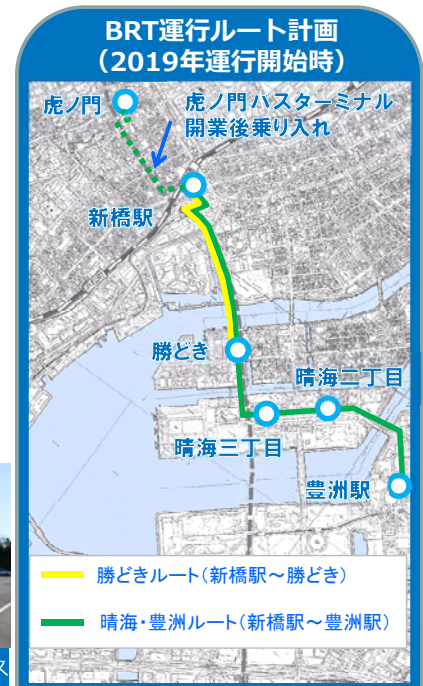 BRT運行ルート計画
（2019年運行開始時）
虎ノ門
虎ノ門バスターミナル
開業後乗り入れ
新橋駅
勝どき
晴海二丁目
晴海三丁目
豊洲駅
勝どきルート（新橋駅～勝どき）
晴海・豊洲ルート（新橋駅～豊洲駅）
ス